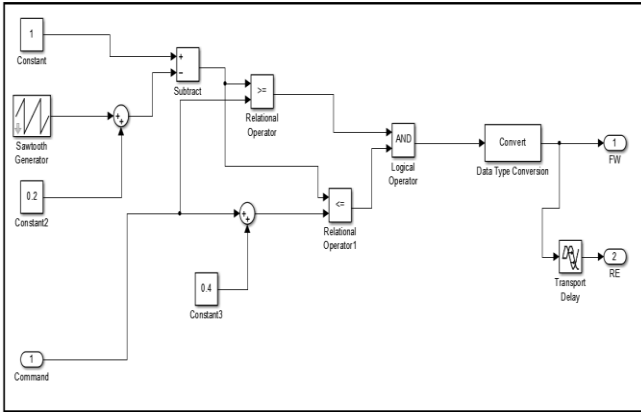 1
Constant
+
−
Subtract
Sawtooth
Generator
+
+
0.2
Constant2
>=
Relational
Operator
<=
Relational
Operator1
+
+
0.4
Constant3
AND
Logical
Operator
Convert
Data Type Conversion
1
FW
Transport
Delay
2
RE
1
Command